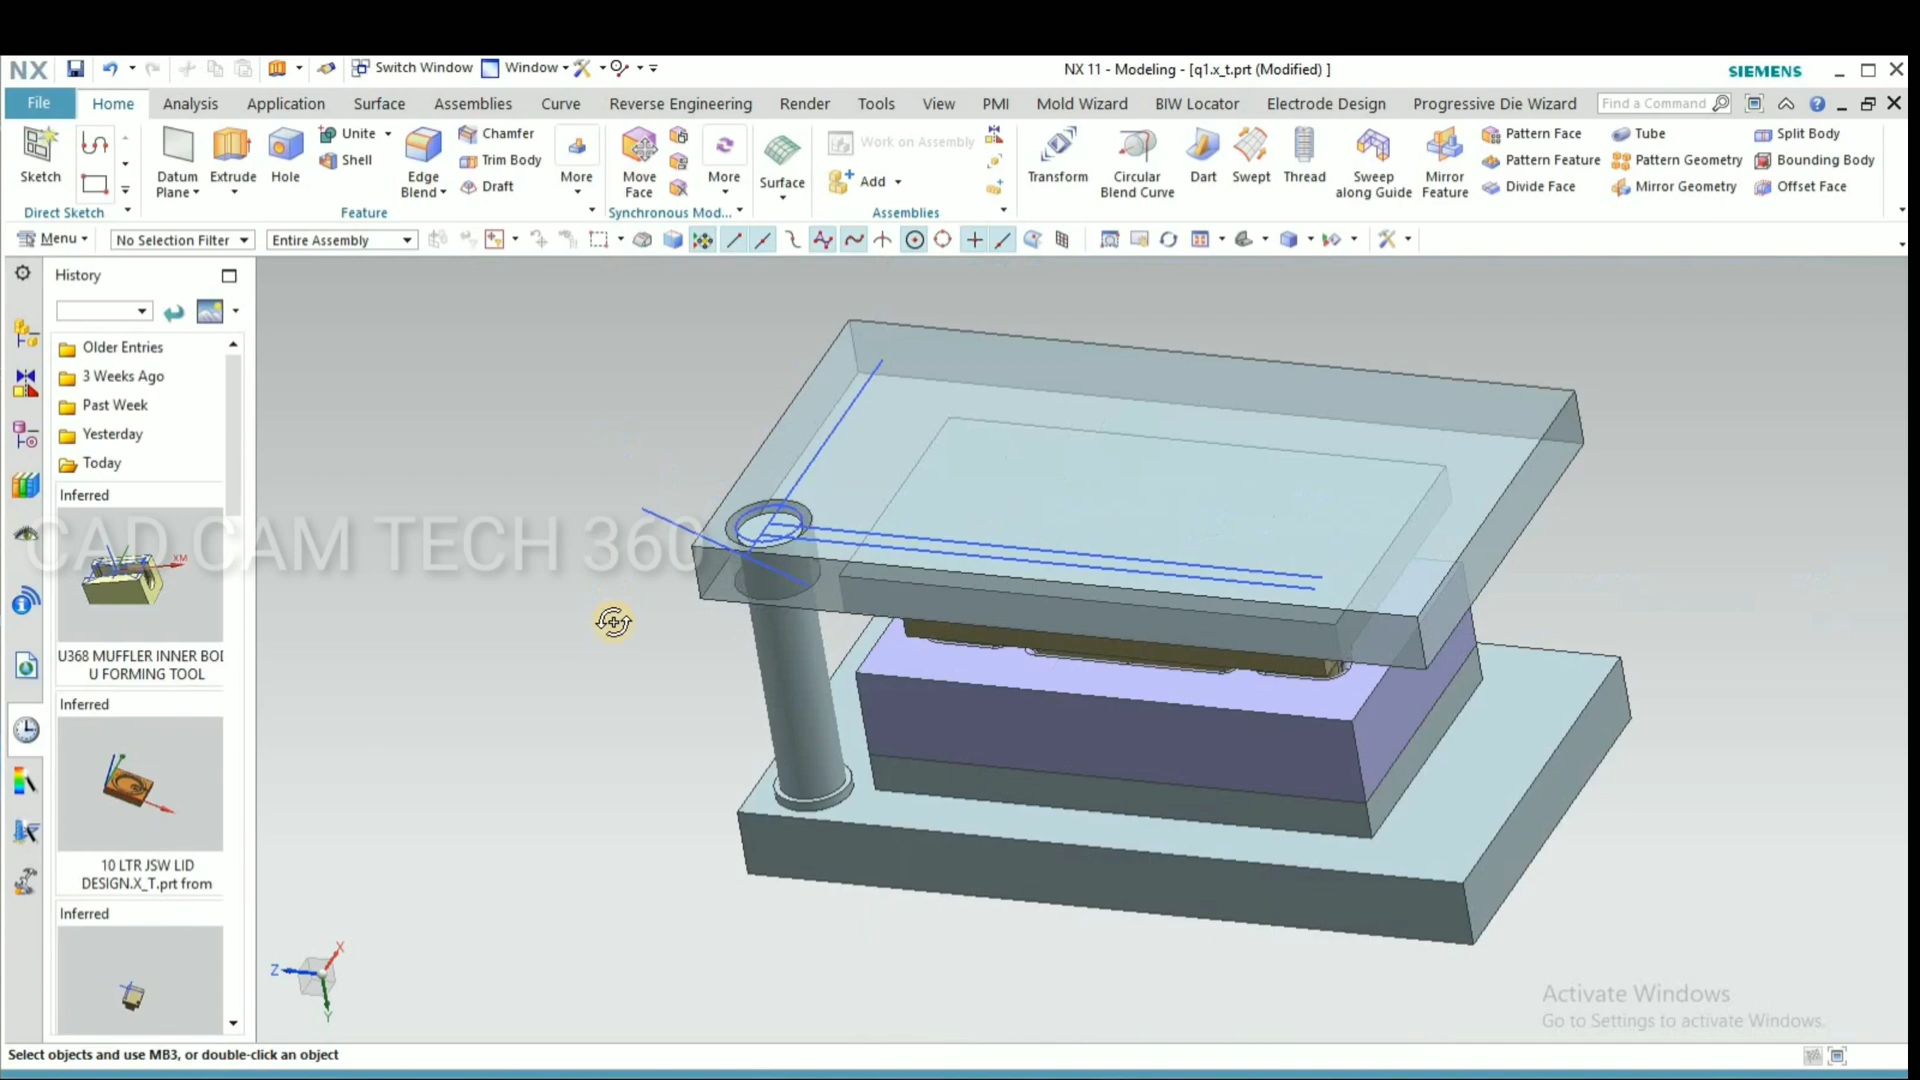 NX
Switch Window
Window
NX 11 - Modeling - [q1.x_t.prt (Modified) ]
SIEMENS
File
Home
Analysis
Application
Surface
Assemblies
Curve
Reverse Engineering
Render
Tools
View
PMI
Mold Wizard
BIW Locator
Electrode Design
Progressive Die Wizard
Find a Command
Sketch
Direct Sketch
Datum
Plane
Extrude
Hole
Unite
Shell
Edge
Blend
Chamfer
Trim Body
Draft
More
Feature
Move
Face
More
Synchronous Mod...
Surface
Work on Assembly
Add
Assemblies
Transform
Circular
Blend Curve
Dart
Swept
Thread
Sweep
along Guide
Mirror
Feature
Pattern Face
Pattern Feature
Divide Face
Tube
Pattern Geometry
Mirror Geometry
Split Body
Bounding Body
Offset Face
Menu
No Selection Filter
Entire Assembly
History
Older Entries
3 Weeks Ago
Past Week
Yesterday
Today
Inferred
XM
U368 MUFFLER INNER BOD
U FORMING TOOL
Inferred
10 LTR JSW LID
DESIGN.X_T.prt from
Inferred
CAD CAM TECH 360
X
Z
Y
Activate Windows
Go to Settings to activate Windows.
Select objects and use MB3, or double-click an object